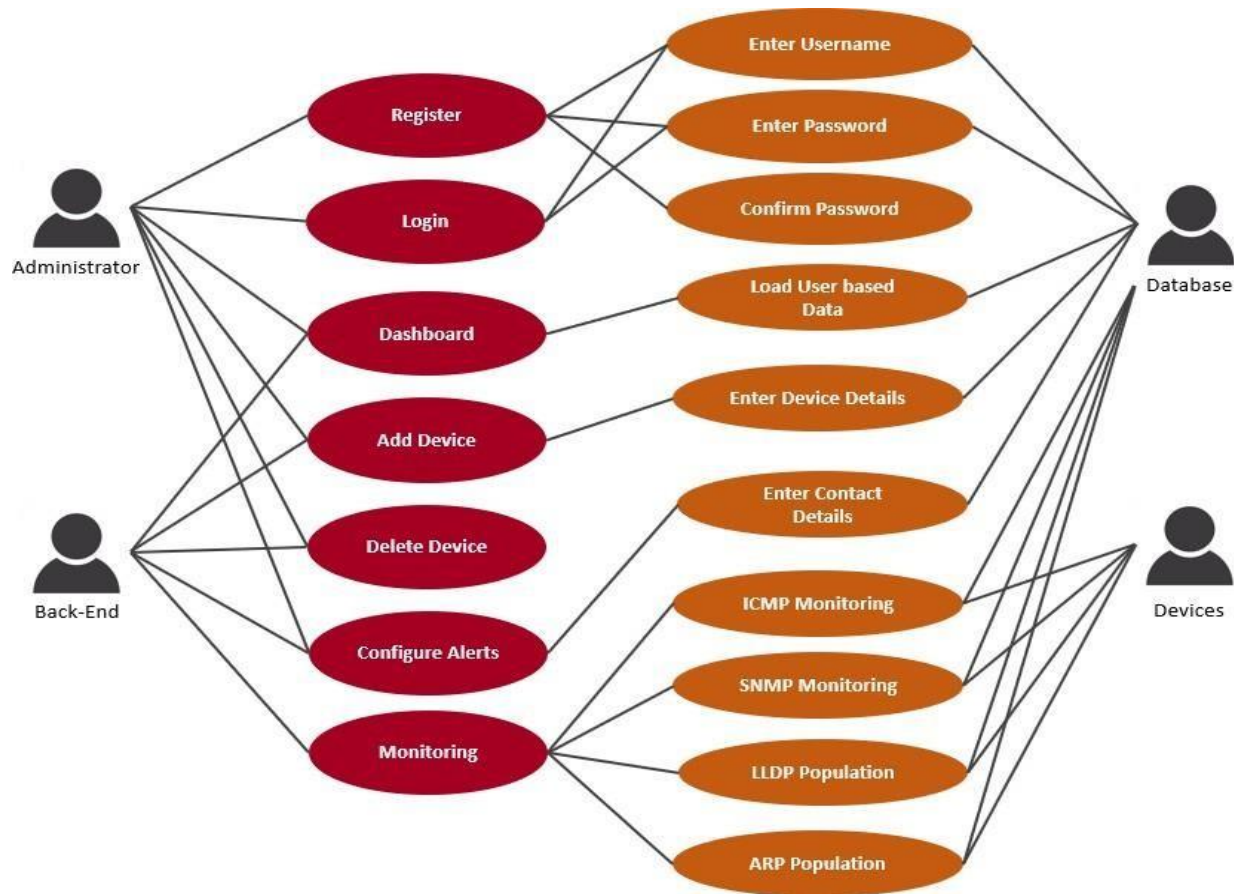 Enter Username
Register
Enter Password
Confirm Password
Login
Administrator
Load User based
Data
Database
Dashboard
Enter Device Details
Add Device
Enter Contact
Details
Delete Device
Back-End
ICMP Monitoring
Devices
Configure Alerts
SNMP Monitoring
Monitoring
LLDP Population
ARP Population